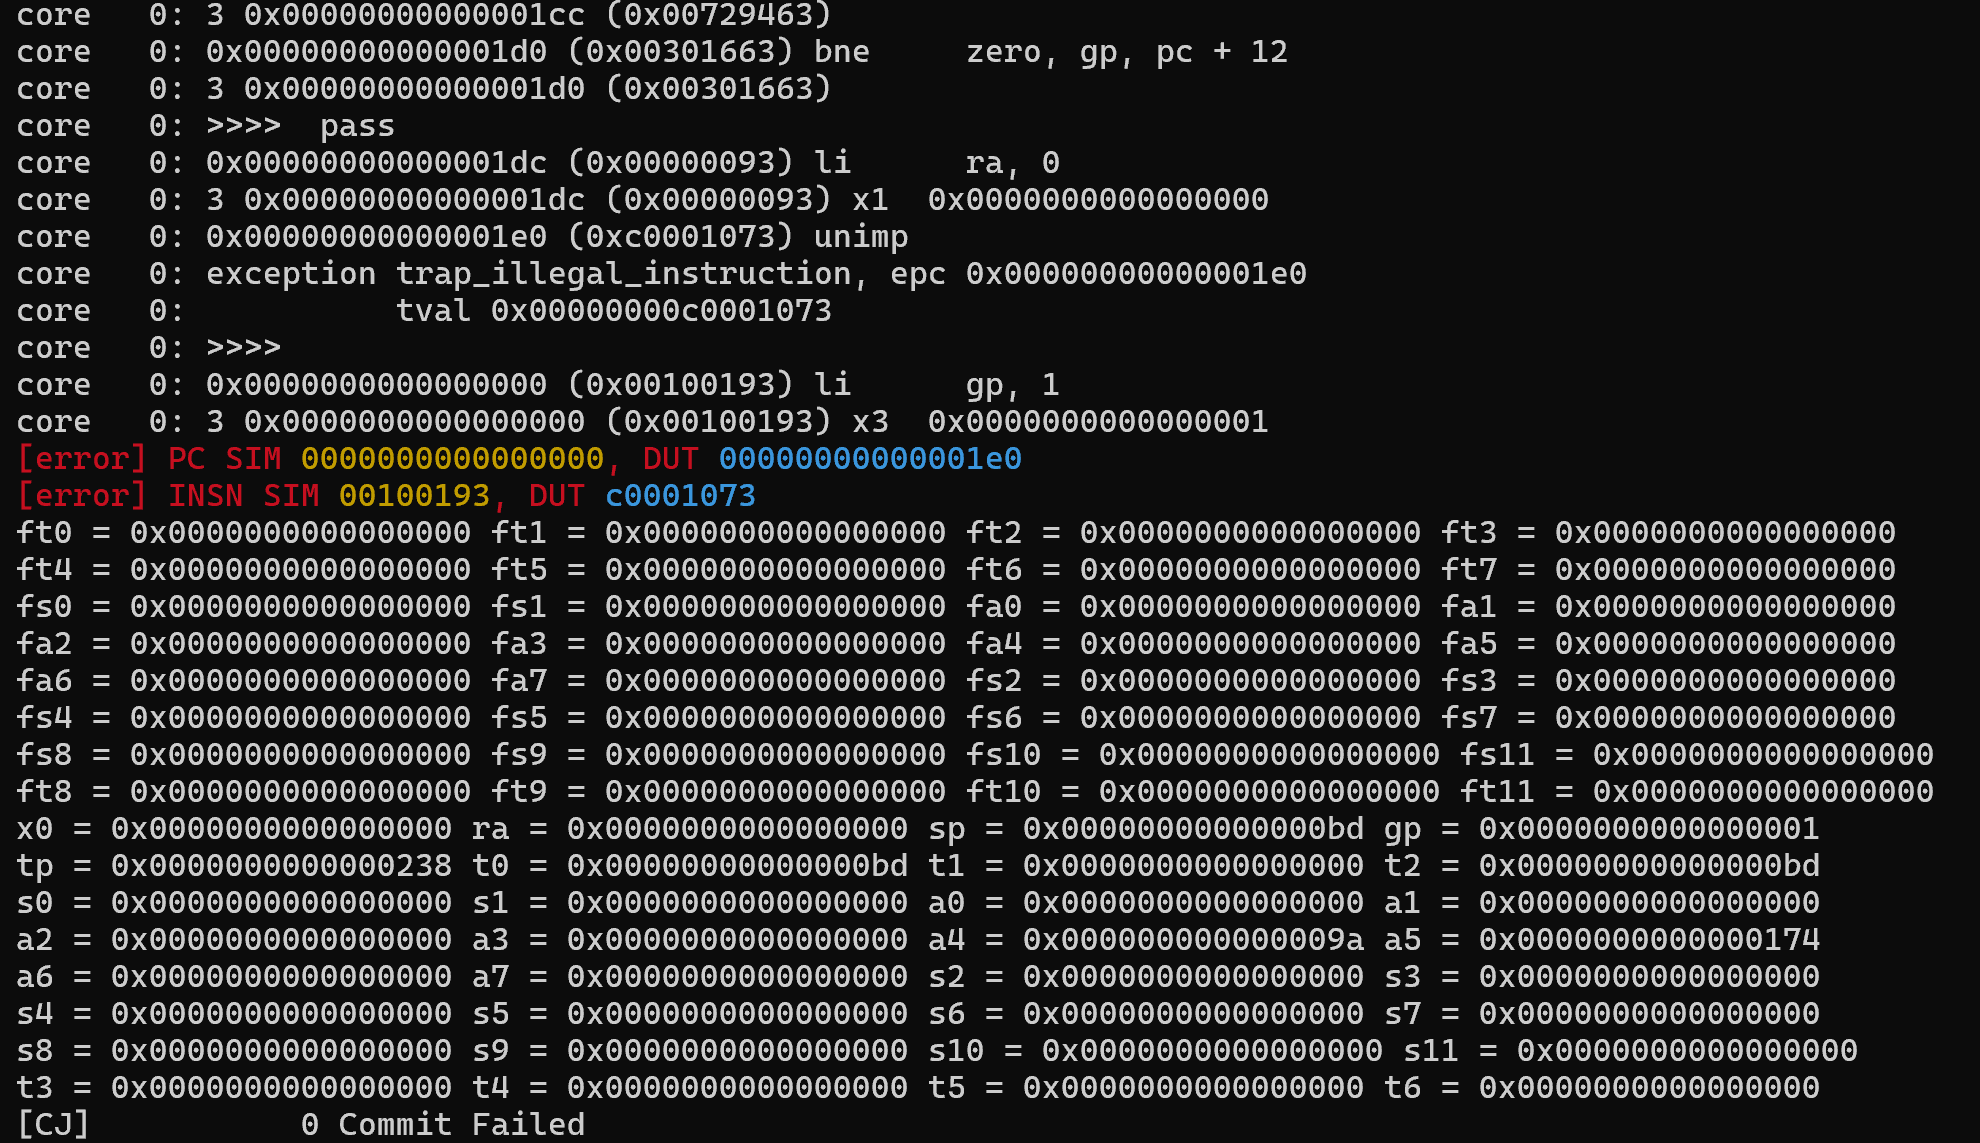 core   0: 3 0x00000000000001cc (0x00729463)
core   0: 0x00000000000001d0 (0x00301663) bne     zero, gp, pc + 12
core   0: 3 0x00000000000001d0 (0x00301663)
core   0: >>>>  pass
core   0: 0x00000000000001dc (0x00000093) li      ra, 0
core   0: 3 0x00000000000001dc (0x00000093) x1  0x0000000000000000
core   0: 0x00000000000001e0 (0xc0001073) unimp
core   0: exception trap_illegal_instruction, epc 0x00000000000001e0
core   0:           tval 0x00000000c0001073
core   0: >>>>
core   0: 0x0000000000000000 (0x00100193) li      gp, 1
core   0: 3 0x0000000000000000 (0x00100193) x3  0x0000000000000001
[error] PC SIM 0000000000000000, DUT 00000000000001e0
[error] INSN SIM 00100193, DUT c0001073
ft0 = 0x0000000000000000 ft1 = 0x0000000000000000 ft2 = 0x0000000000000000 ft3 = 0x0000000000000000
ft4 = 0x0000000000000000 ft5 = 0x0000000000000000 ft6 = 0x0000000000000000 ft7 = 0x0000000000000000
fs0 = 0x0000000000000000 fs1 = 0x0000000000000000 fa0 = 0x0000000000000000 fa1 = 0x0000000000000000
fa2 = 0x0000000000000000 fa3 = 0x0000000000000000 fa4 = 0x0000000000000000 fa5 = 0x0000000000000000
fa6 = 0x0000000000000000 fa7 = 0x0000000000000000 fs2 = 0x0000000000000000 fs3 = 0x0000000000000000
fs4 = 0x0000000000000000 fs5 = 0x0000000000000000 fs6 = 0x0000000000000000 fs7 = 0x0000000000000000
fs8 = 0x0000000000000000 fs9 = 0x0000000000000000 fs10 = 0x0000000000000000 fs11 = 0x0000000000000000
ft8 = 0x0000000000000000 ft9 = 0x0000000000000000 ft10 = 0x0000000000000000 ft11 = 0x0000000000000000
x0 = 0x0000000000000000 ra = 0x0000000000000000 sp = 0x00000000000000bd gp = 0x0000000000000001
tp = 0x0000000000000238 t0 = 0x00000000000000bd t1 = 0x0000000000000000 t2 = 0x00000000000000bd
s0 = 0x0000000000000000 s1 = 0x0000000000000000 a0 = 0x0000000000000000 a1 = 0x0000000000000000
a2 = 0x0000000000000000 a3 = 0x0000000000000000 a4 = 0x000000000000009a a5 = 0x0000000000000174
a6 = 0x0000000000000000 a7 = 0x0000000000000000 s2 = 0x0000000000000000 s3 = 0x0000000000000000
s4 = 0x0000000000000000 s5 = 0x0000000000000000 s6 = 0x0000000000000000 s7 = 0x0000000000000000
s8 = 0x0000000000000000 s9 = 0x0000000000000000 s10 = 0x0000000000000000 s11 = 0x0000000000000000
t3 = 0x0000000000000000 t4 = 0x0000000000000000 t5 = 0x0000000000000000 t6 = 0x0000000000000000
[CJ]           0 Commit Failed